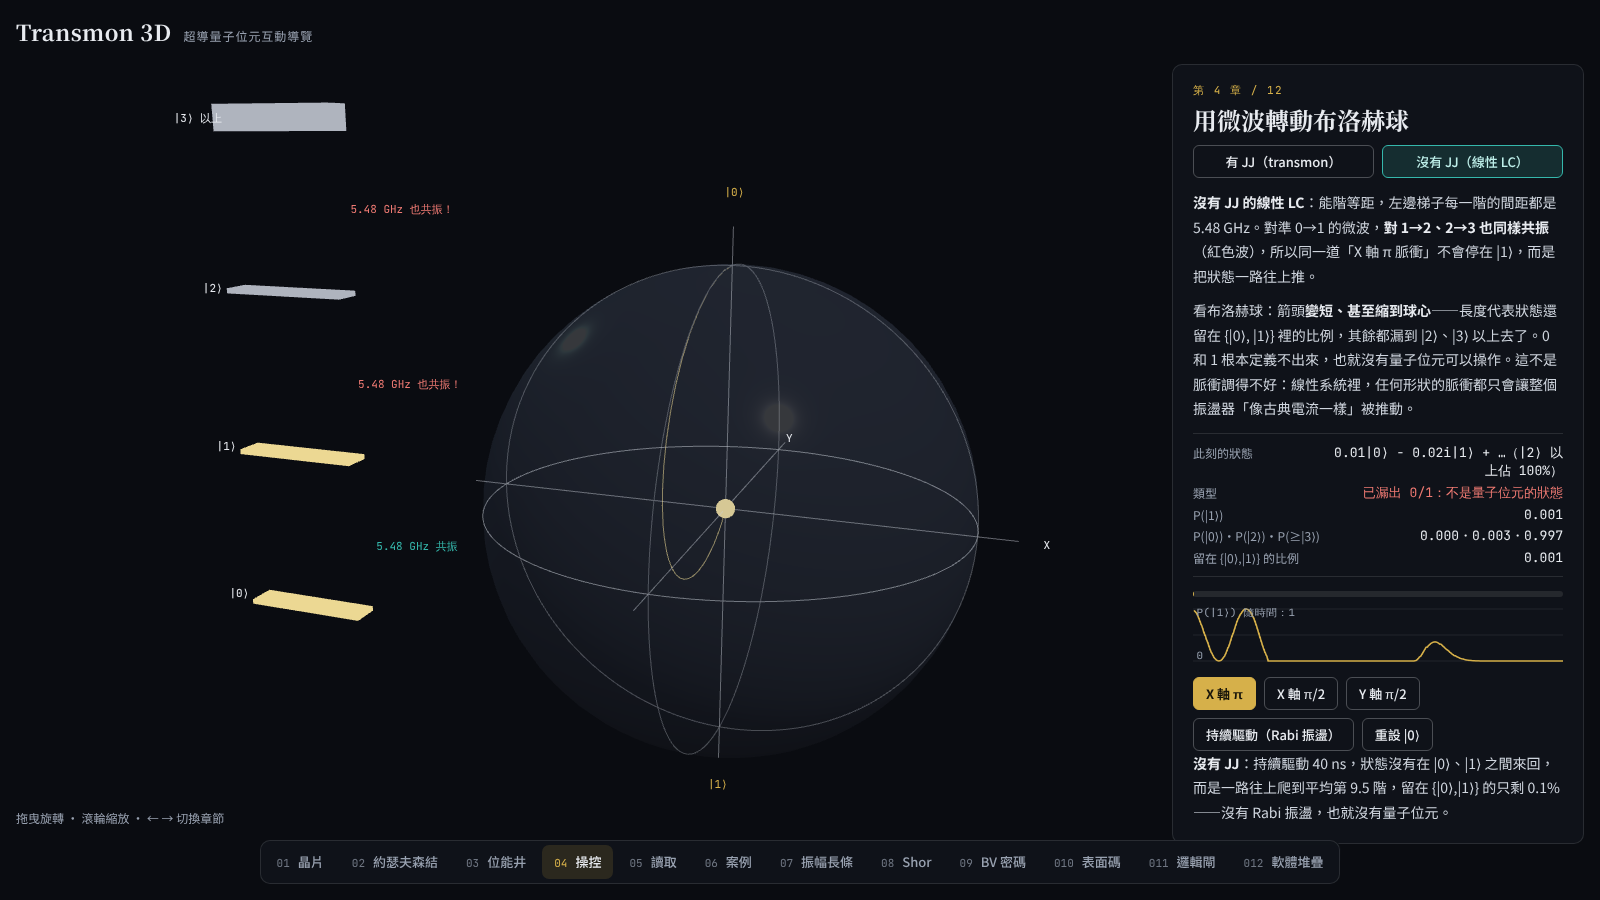 Transmon 3D 超導量子位元互動導覽
|3⟩ 以上
5.48 GHz 也共振！
|2⟩
5.48 GHz 也共振！
|1⟩
5.48 GHz 共振
|0⟩
|0⟩
Y
X
|1⟩
拖曳旋轉 · 滾輪縮放 · ←→ 切換章節
第 4 章 / 12
用微波轉動布洛赫球
有 JJ（transmon） 沒有 JJ（線性 LC）
沒有 JJ 的線性 LC：能階等距，左邊梯子每一階的間距都是
5.48 GHz。對準 0→1 的微波，對 1→2、2→3 也同樣共振
（紅色波），所以同一道「X 軸 π 脈衝」不會停在 |1⟩，而是
把狀態一路往上推。
看布洛赫球：箭頭變短、甚至縮到球心——長度代表狀態還
留在 {|0⟩, |1⟩} 裡的比例，其餘都漏到 |2⟩、|3⟩ 以上去了。0
和 1 根本定義不出來，也就沒有量子位元可以操作。這不是
脈衝調得不好：線性系統裡，任何形狀的脈衝都只會讓整個
振盪器「像古典電流一樣」被推動。
此刻的狀態 0.01|0⟩ - 0.02i|1⟩ + …（|2⟩ 以
上佔 100%）
類型 已漏出 0/1：不是量子位元的狀態
P(|1⟩) 0.001
P(|0⟩)・P(|2⟩)・P(≥|3⟩) 0.000・0.003・0.997
留在 {|0⟩,|1⟩} 的比例 0.001
P(|1⟩) 隨時間：1
0
X 軸 π X 軸 π/2 Y 軸 π/2
持續驅動（Rabi 振盪） 重設 |0⟩
沒有 JJ：持續驅動 40 ns，狀態沒有在 |0⟩、|1⟩ 之間來回，
而是一路往上爬到平均第 9.5 階，留在 {|0⟩,|1⟩} 的只剩 0.1%
——沒有 Rabi 振盪，也就沒有量子位元。
01 晶片 02 約瑟夫森結 03 位能井 04 操控 05 讀取 06 案例 07 振幅長條 08 Shor 09 BV 密碼 010 表面碼 011 邏輯閘 012 軟體堆疊